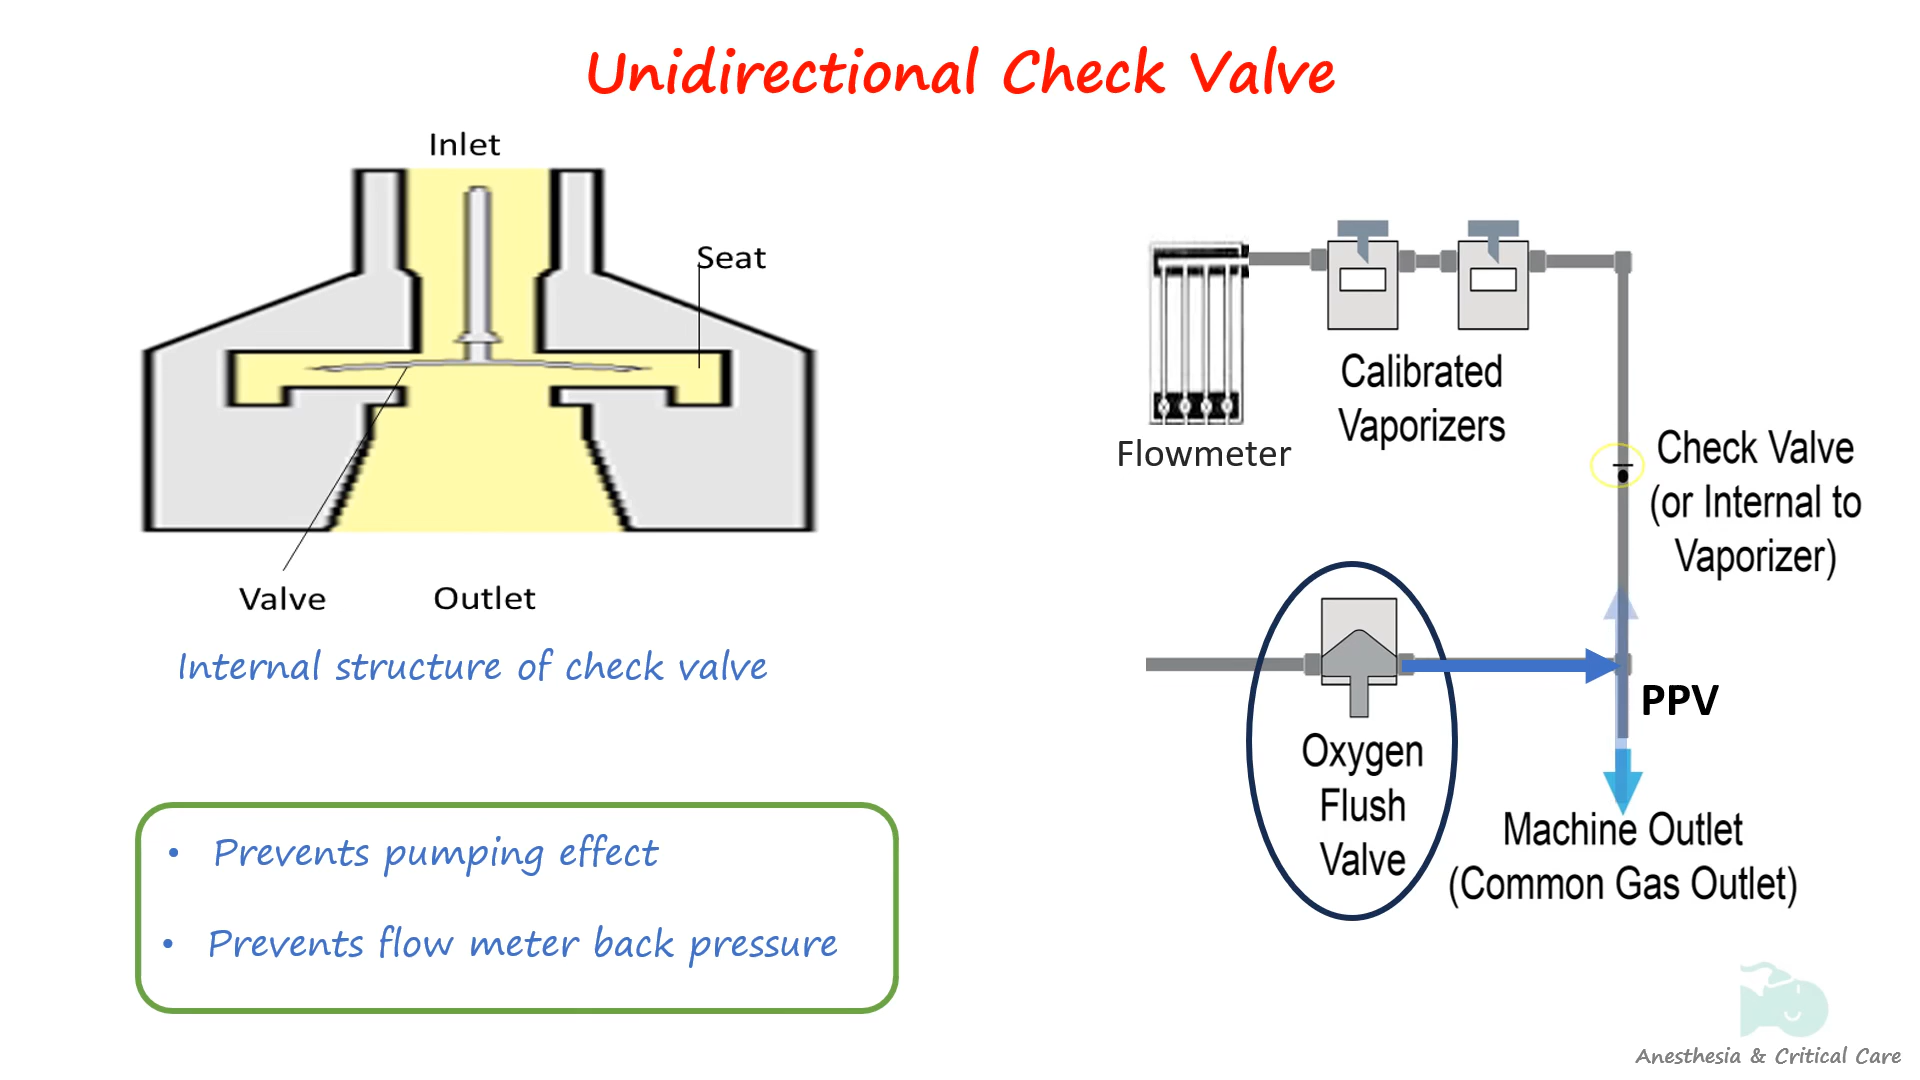 Unidirectional Check Valve
Inlet
Seat
Valve
Outlet
Internal structure of check valve
• Prevents pumping effect
• Prevents flow meter back pressure
Flowmeter
Calibrated
Vaporizers
Check Valve
(or Internal to
Vaporizer)
PPV
Oxygen
Flush
Valve
Machine Outlet
(Common Gas Outlet)
Anesthesia & Critical Care